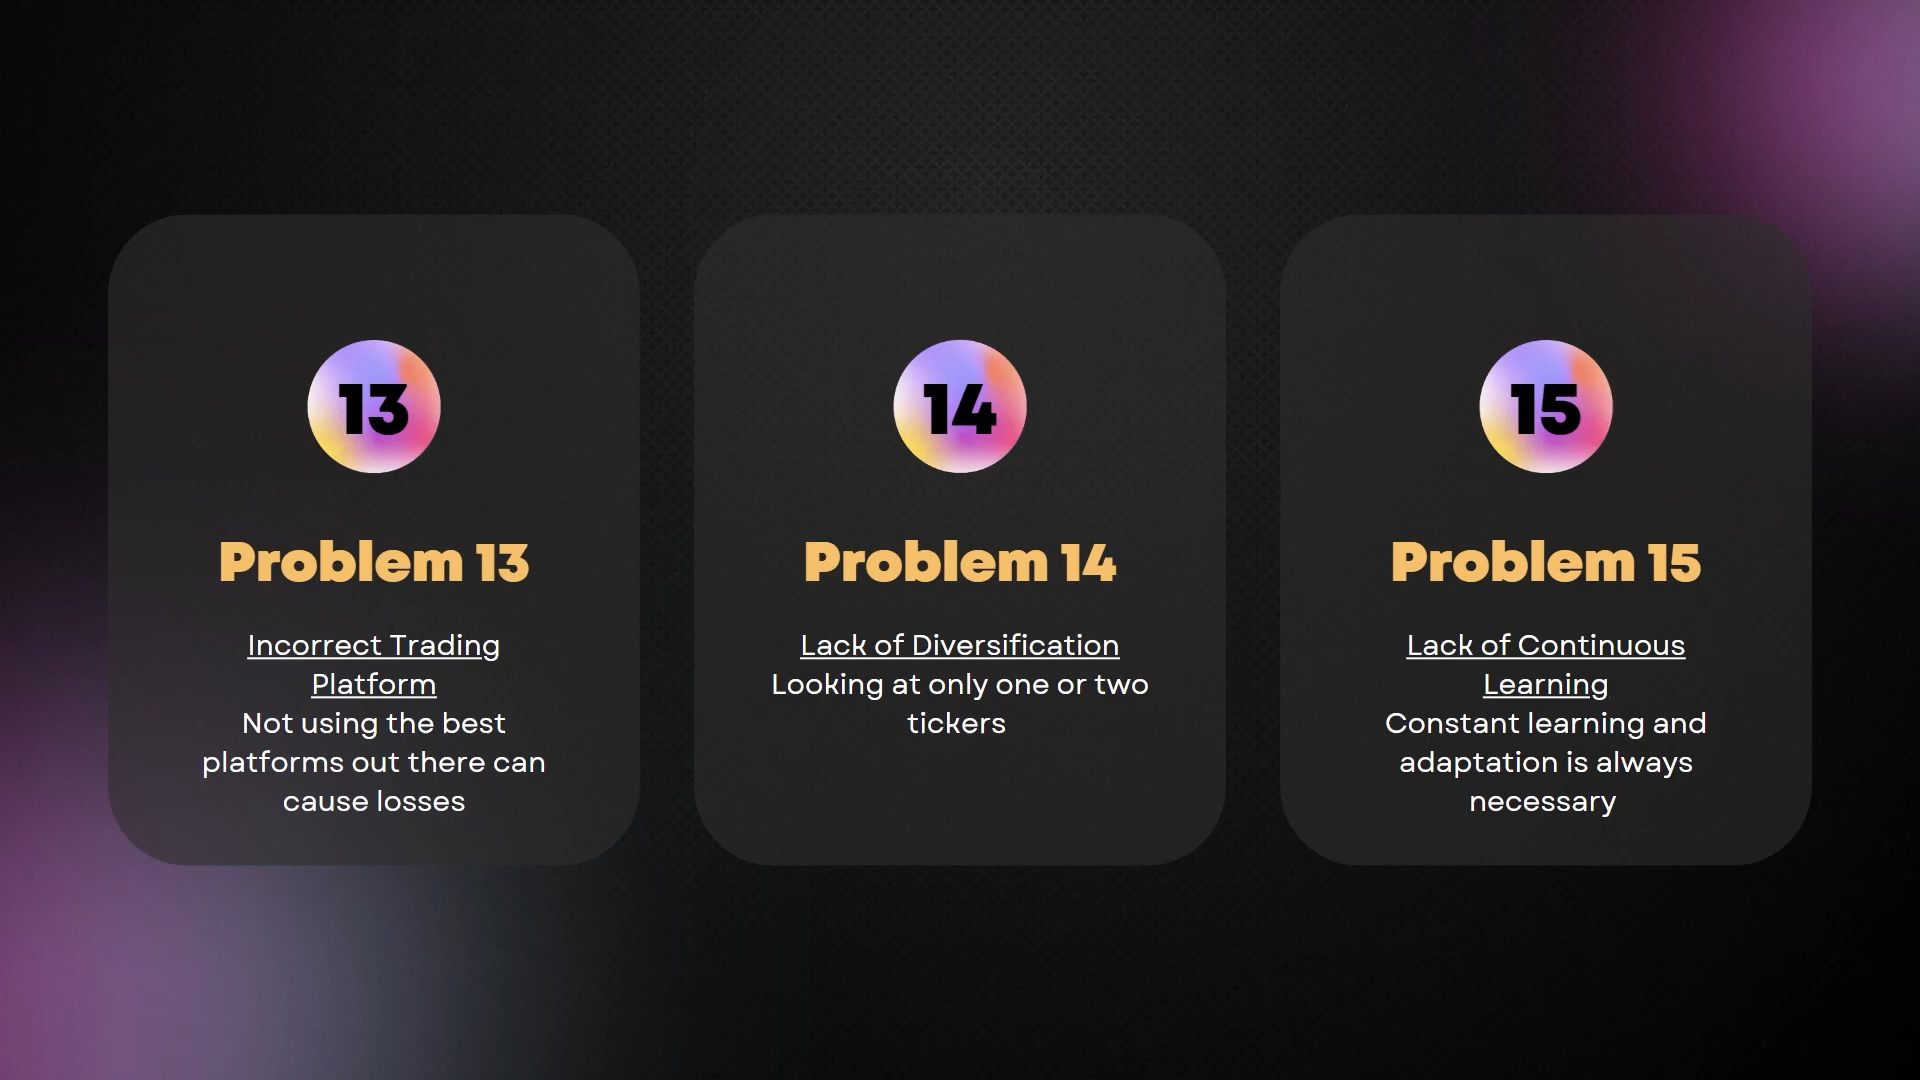 13
Problem 13
Incorrect Trading
Platform
Not using the best
platforms out there can
cause losses
14
Problem 14
Lack of Diversification
Looking at only one or two
tickers
15
Problem 15
Lack of Continuous
Learning
Constant learning and
adaptation is always
necessary